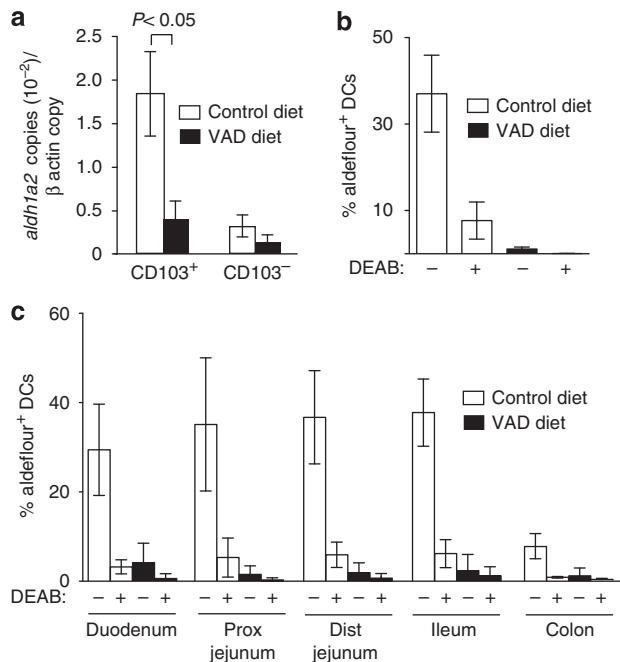 a
P< 0.05
2.5
2.0
1.5
1.0
0.5
0
aldh1a2 copies (10⁻²)/
β actin copy
Control diet
VAD diet
CD103⁺ CD103⁻
b
50
30
10
% aldeflour⁺ DCs
Control diet
VAD diet
DEAB: − + − +
c
60
40
20
0
% aldeflour⁺ DCs
Control diet
VAD diet
DEAB: − + − + − + − + − + − + − + − + − + − +
Duodenum Prox Dist Ileum Colon
jejunum jejunum